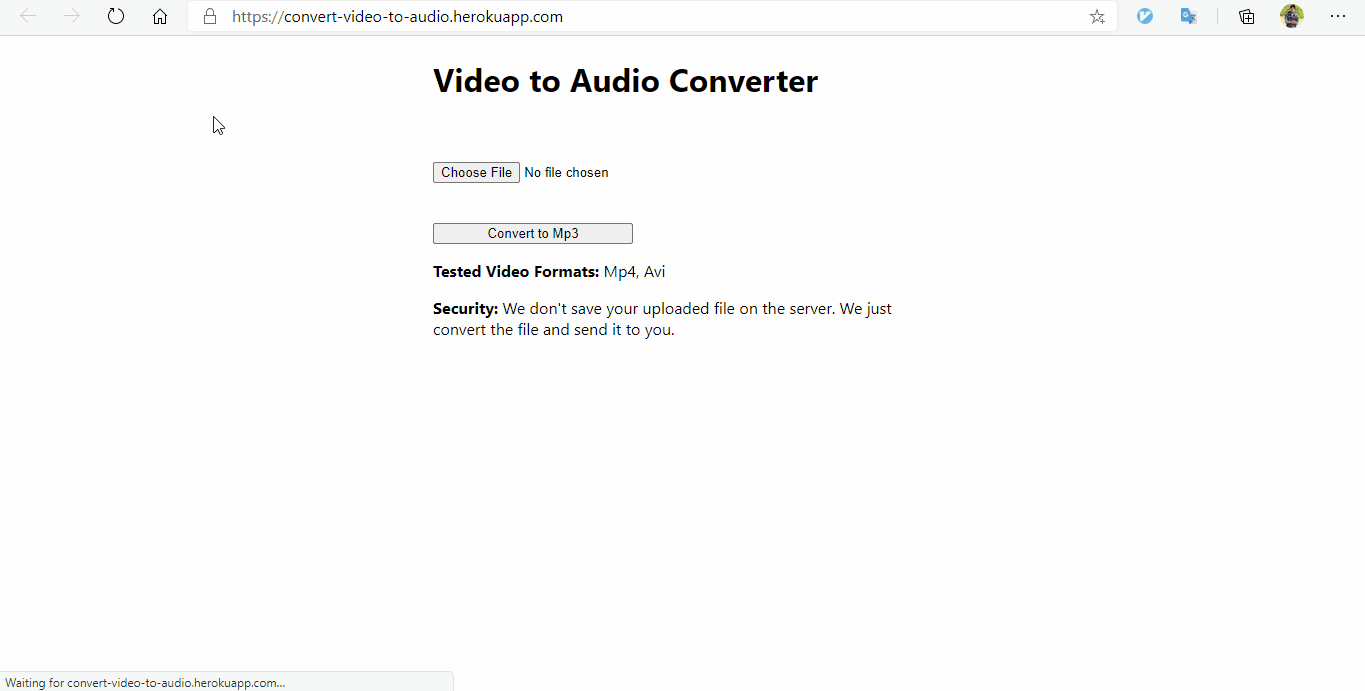 https://convert-video-to-audio.herokuapp.com
Video to Audio Converter
Choose File No file chosen
Convert to Mp3
Tested Video Formats: Mp4, Avi
Security: We don't save your uploaded file on the server. We just
convert the file and send it to you.
Waiting for convert-video-to-audio.herokuapp.com...